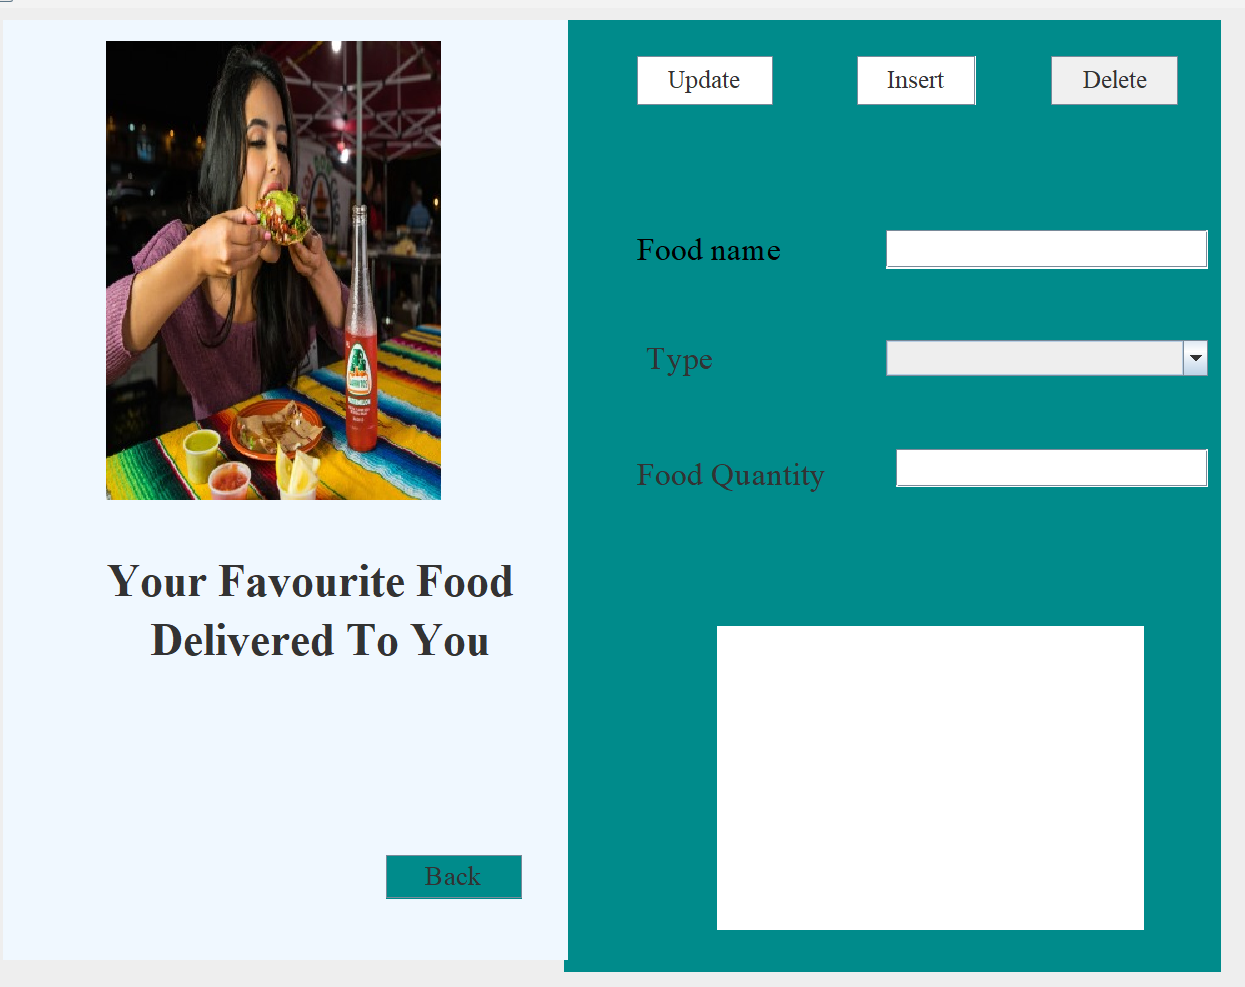 Update Insert Delete
Food name
Type
Food Quantity
Your Favourite Food
Delivered To You
Back